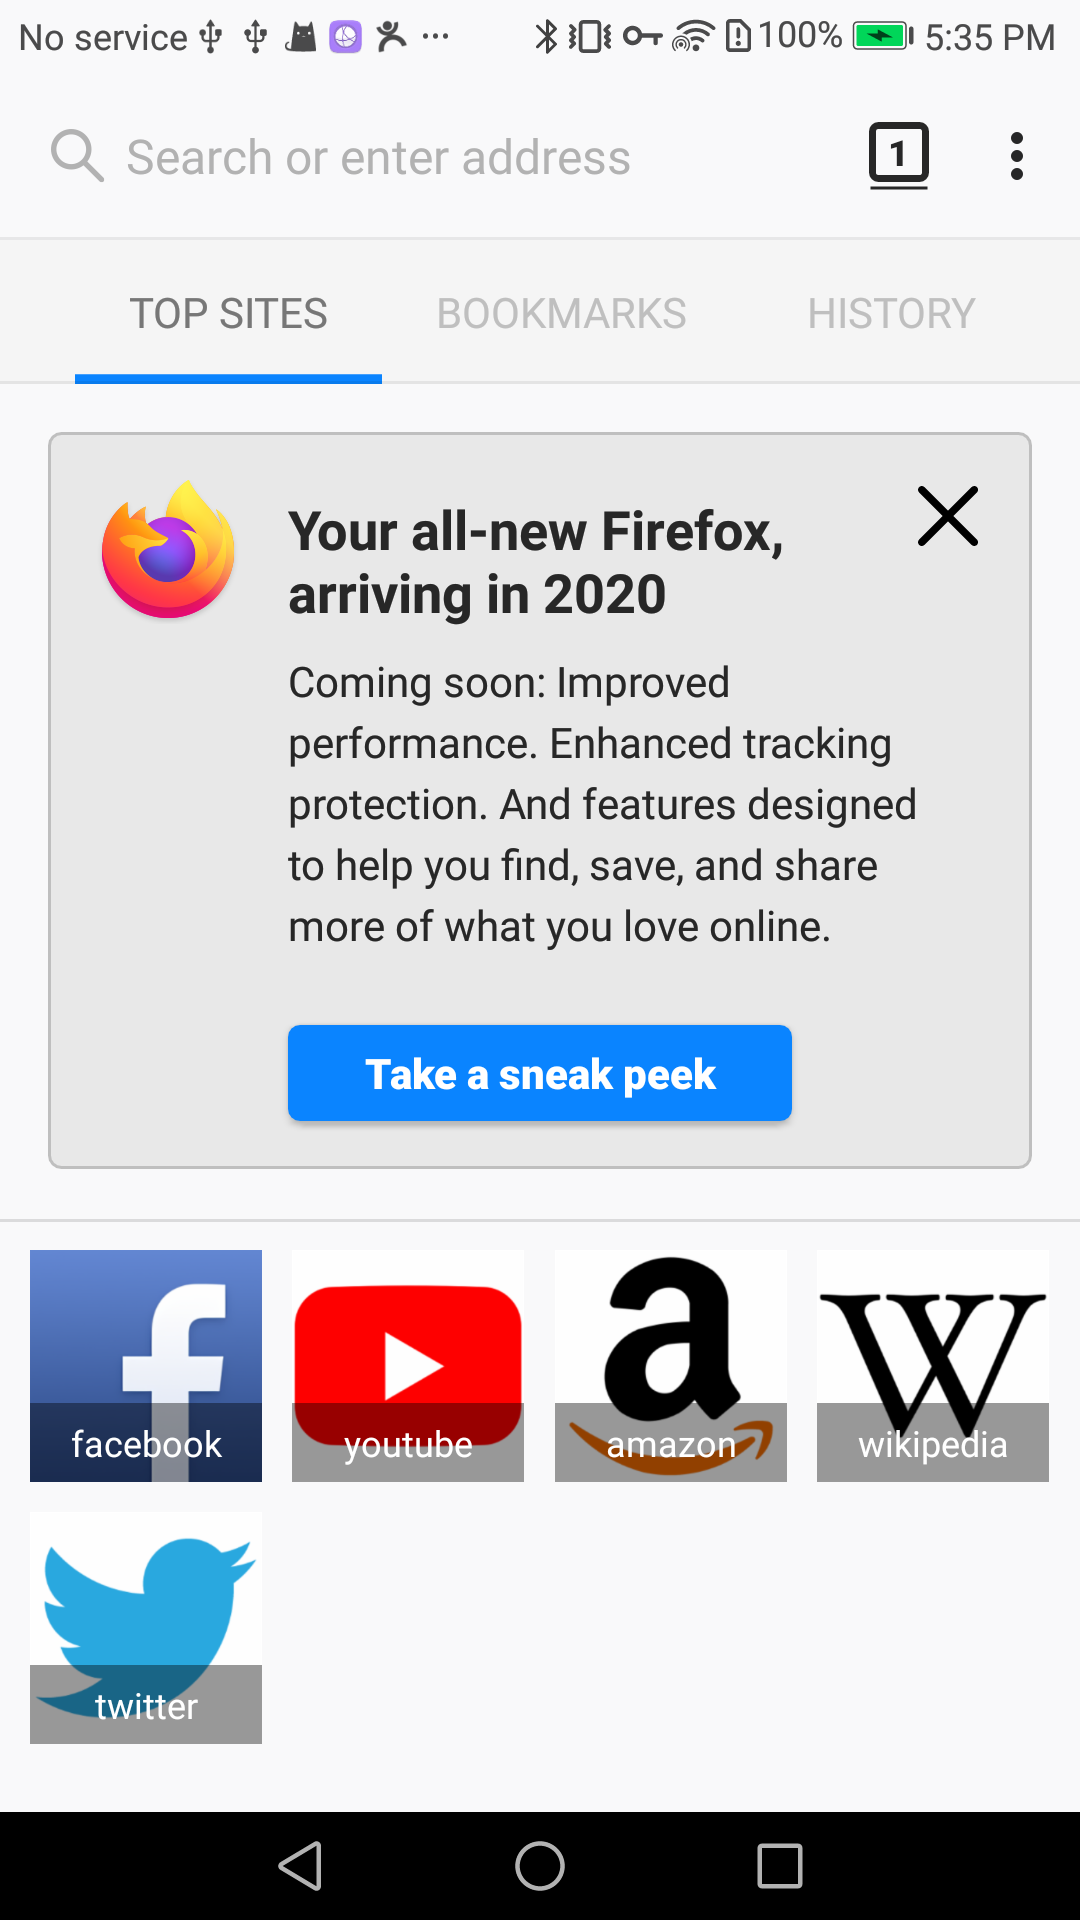 No service ... 100% 5:35 PM
Search or enter address 1
TOP SITES BOOKMARKS HISTORY
Your all-new Firefox,
arriving in 2020
Coming soon: Improved
performance. Enhanced tracking
protection. And features designed
to help you find, save, and share
more of what you love online.
Take a sneak peek
facebook youtube amazon wikipedia
twitter